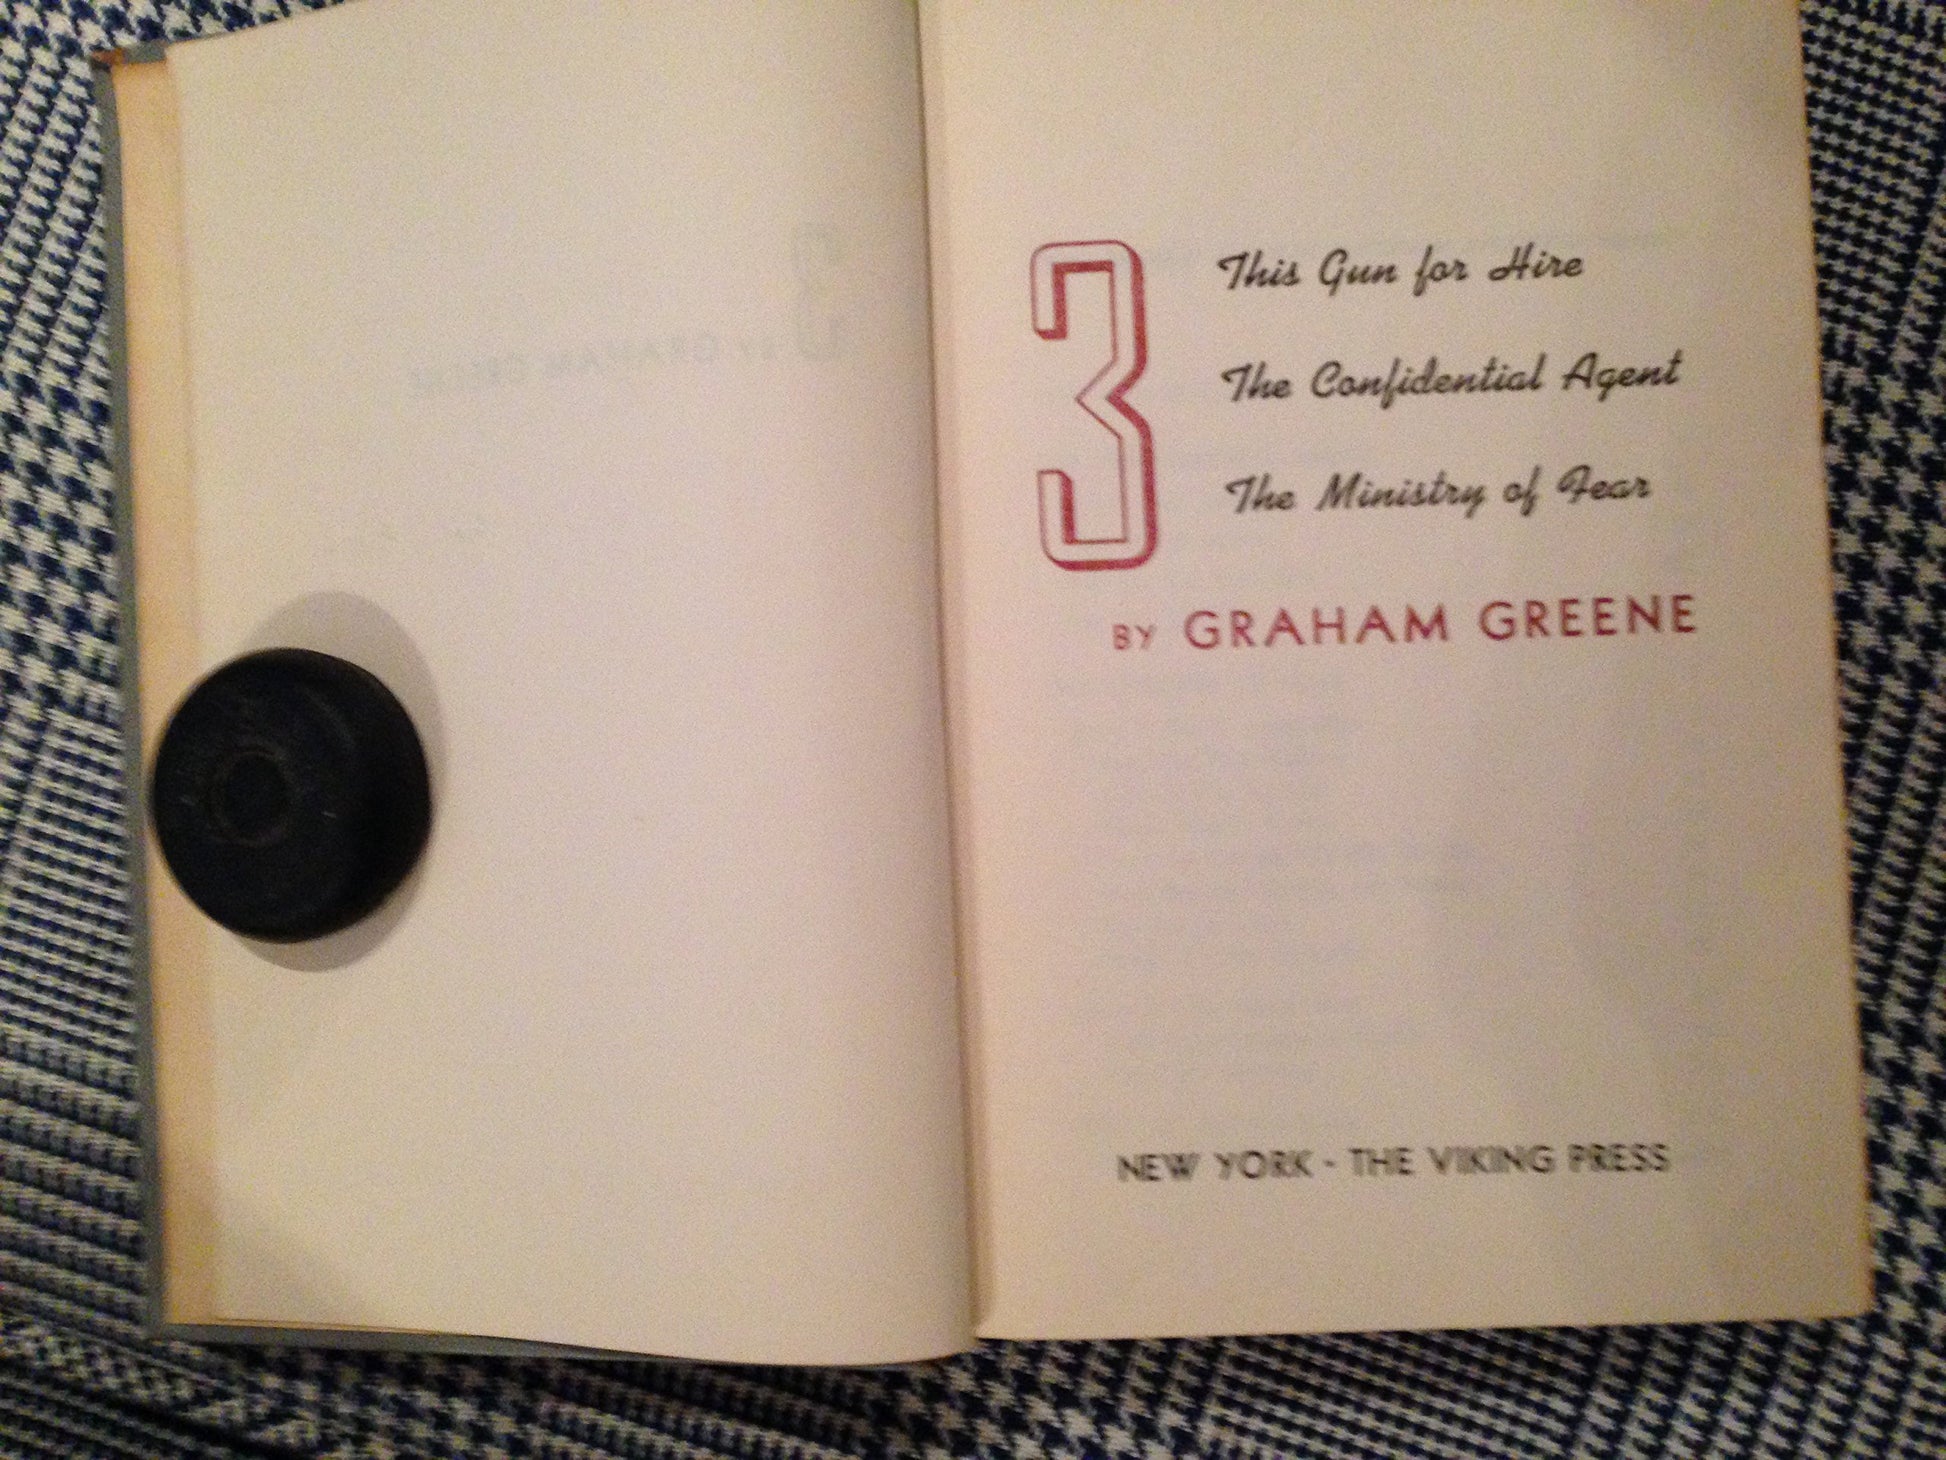 3
This Gun for Hire
The Confidential Agent
The Ministry of Fear
BY GRAHAM GREENE
NEW YORK - THE VIKING PRESS